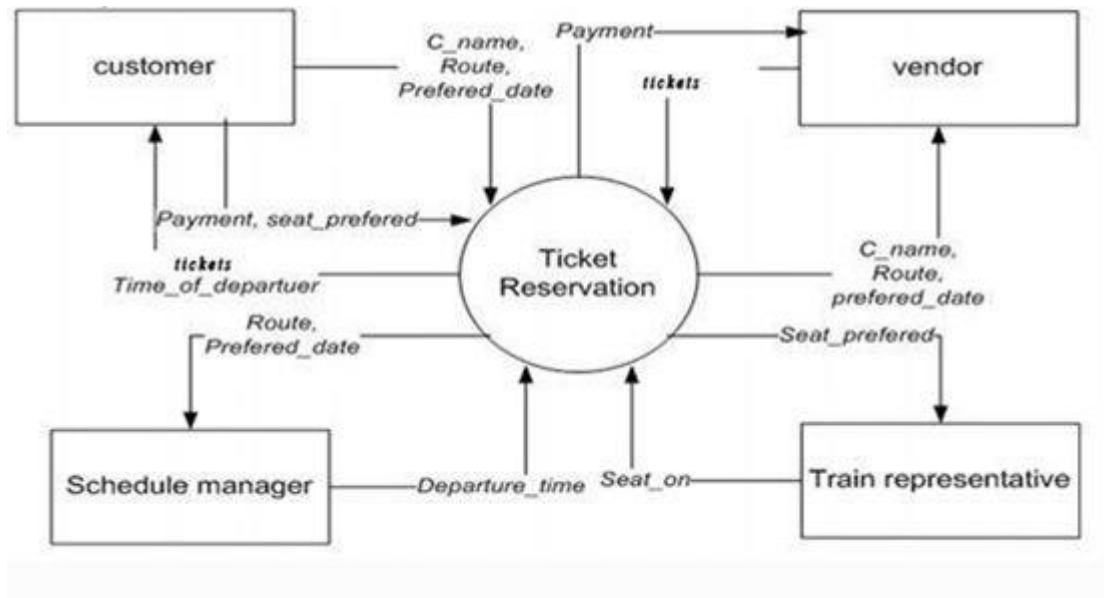 customer
C_name,
Route,
Prefered_date
Payment
tickets
vendor
Payment, seat_prefered
tickets
Time_of_departuer
Ticket
Reservation
C_name,
Route,
prefered_date
Route,
Prefered_date
Seat_prefered
Schedule manager
Departure_time
Seat_on
Train representative